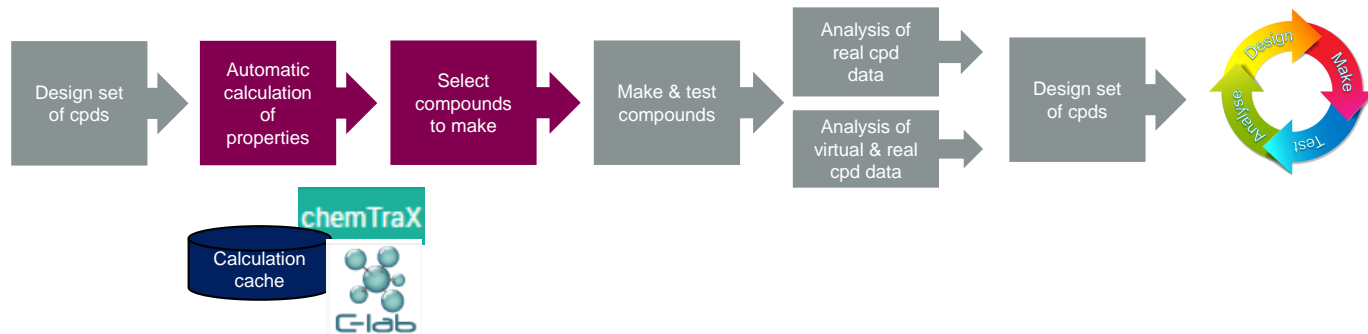 Design set
of cpds
Automatic
calculation
of
properties
Select
compounds
to make
Make & test
compounds
Analysis of
real cpd
data
Analysis of
virtual & real
cpd data
Design set
of cpds
Design
Make
Test
Analyse
chemTraX
Calculation
cache
C-lab